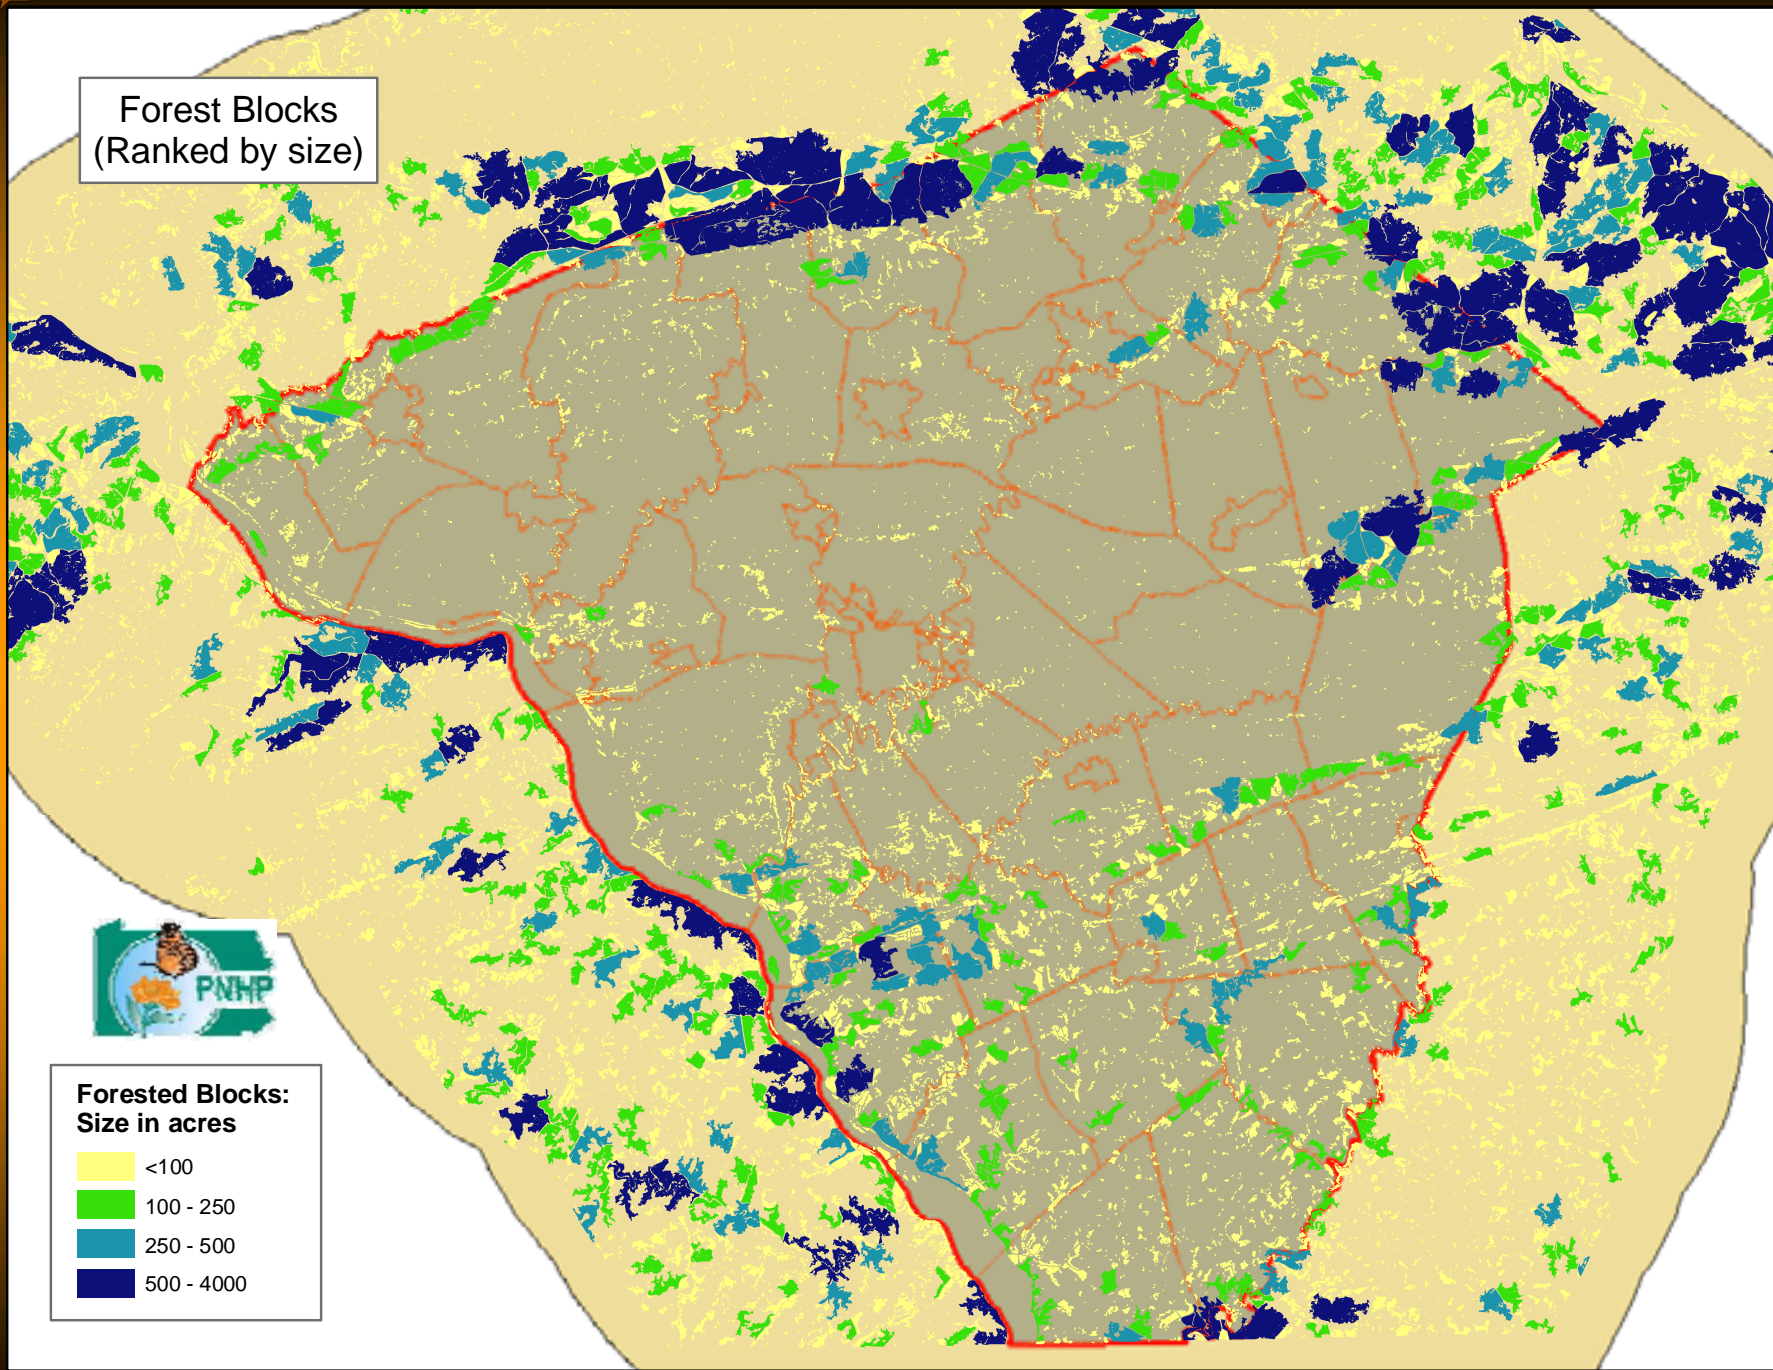 Forest Blocks
(Ranked by size)
PNHP
Forested Blocks:
Size in acres
<100
100 - 250
250 - 500
500 - 4000